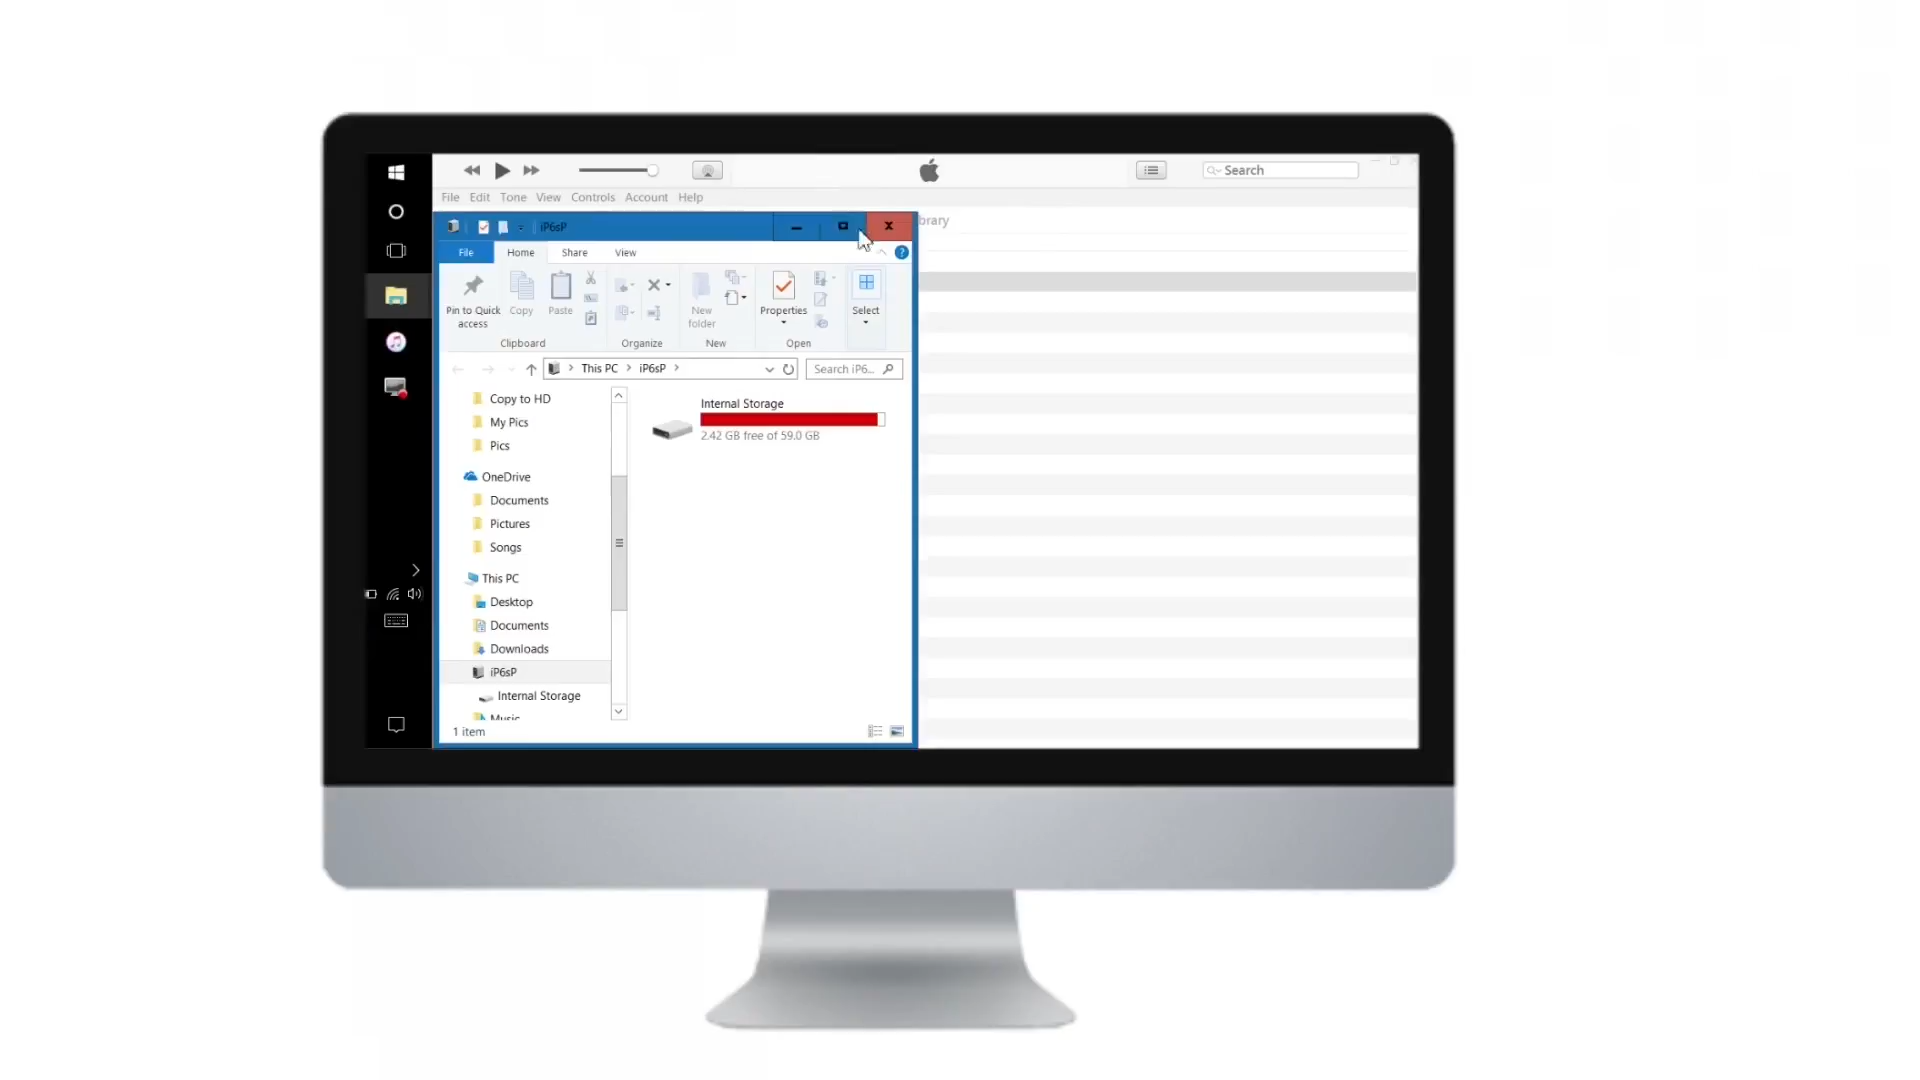 Search
File Edit Tone View Controls Account Help
iP6sP
brary
File Home Share View
Pin to Quick access
Copy
Paste
New folder
Properties
Select
Clipboard Organize New Open
This PC iP6sP
Search iP6...
Copy to HD
My Pics
Pics
OneDrive
Documents
Pictures
Songs
This PC
Desktop
Documents
Downloads
iP6sP
Internal Storage
Music
Internal Storage
2.42 GB free of 59.0 GB
1 item